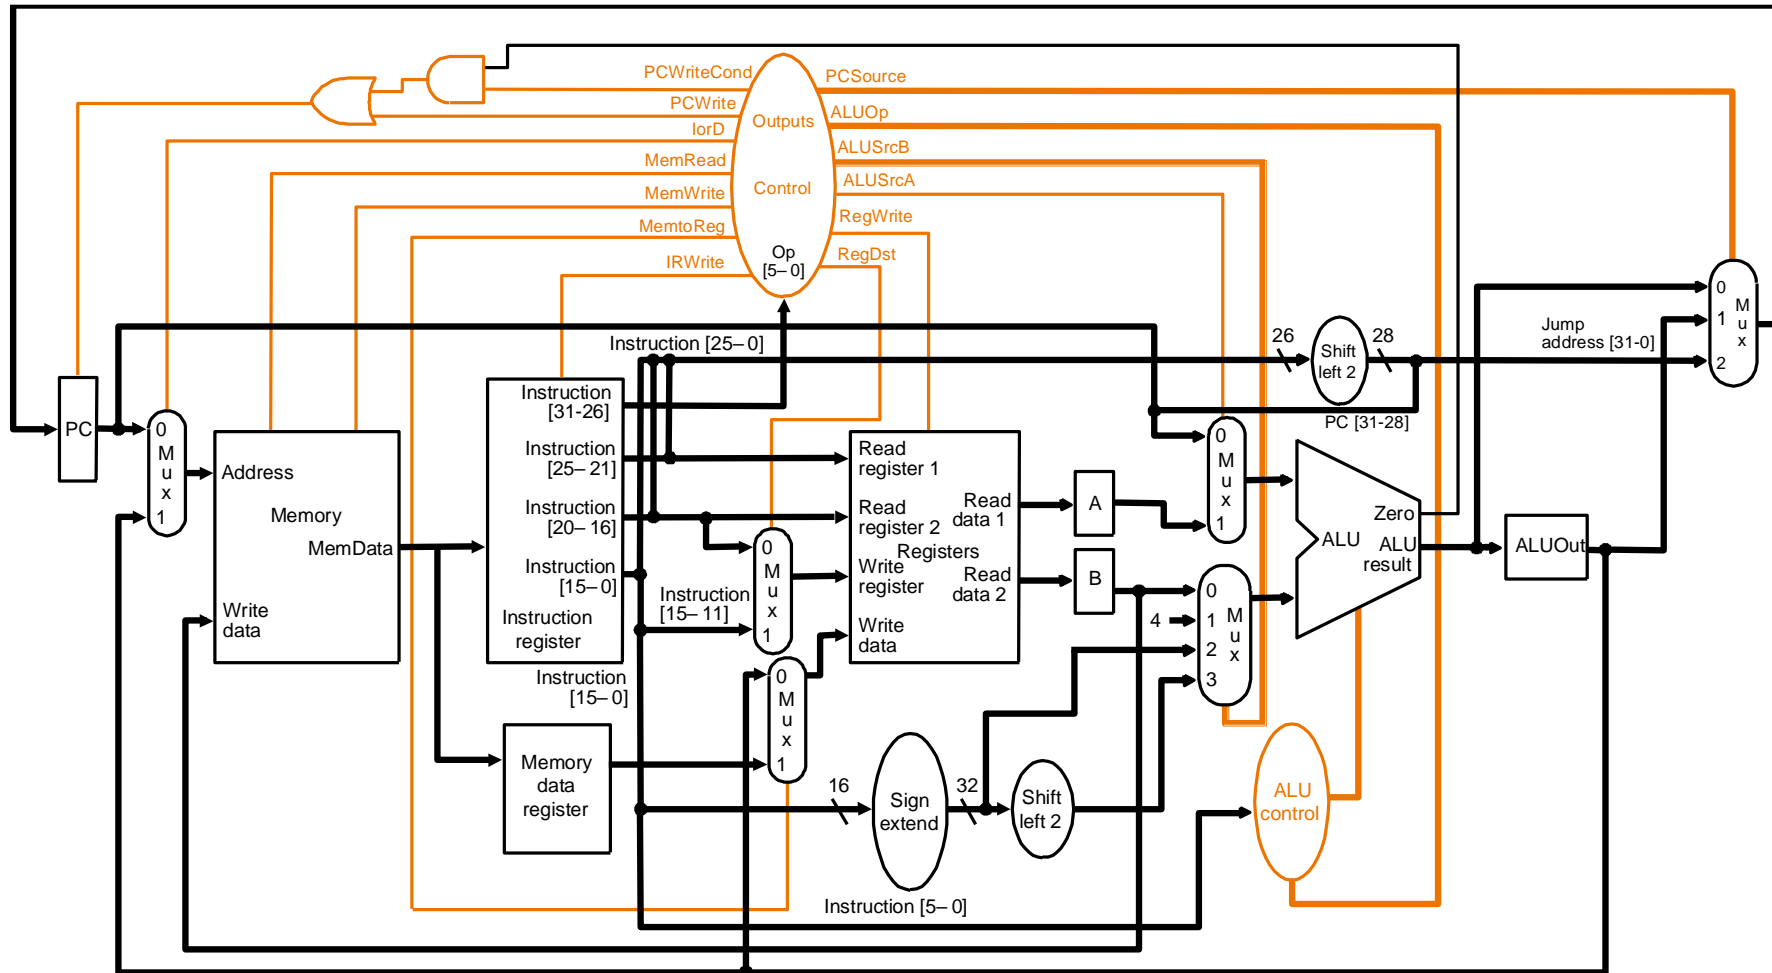 PCWriteCond
PCSource
PCWrite
ALUOp
Outputs
IorD
ALUSrcB
MemRead
ALUSrcA
Control
MemWrite
RegWrite
MemtoReg
RegDst
IRWrite
Op
[5–0]
Instruction [25–0]
26
Shift
left 2
28
Jump
address [31-0]
0
1
2
M
u
x
PC [31-28]
PC
0
M
u
x
1
Address
Memory
MemData
Write
data
Instruction
[31-26]
Instruction
[25–21]
Instruction
[20–16]
Instruction
[15–0]
Instruction
register
Instruction
[15–0]
Instruction
[15–11]
0
M
u
x
1
0
M
u
x
1
Read
register 1
Read
register 2
Registers
Write
register
Write
data
Read
data 1
Read
data 2
A
B
0
M
u
x
1
4
0
1
2
3
M
u
x
Zero
ALU
ALU
result
ALUOut
Memory
data
register
16
Sign
extend
32
Shift
left 2
ALU
control
Instruction [5–0]